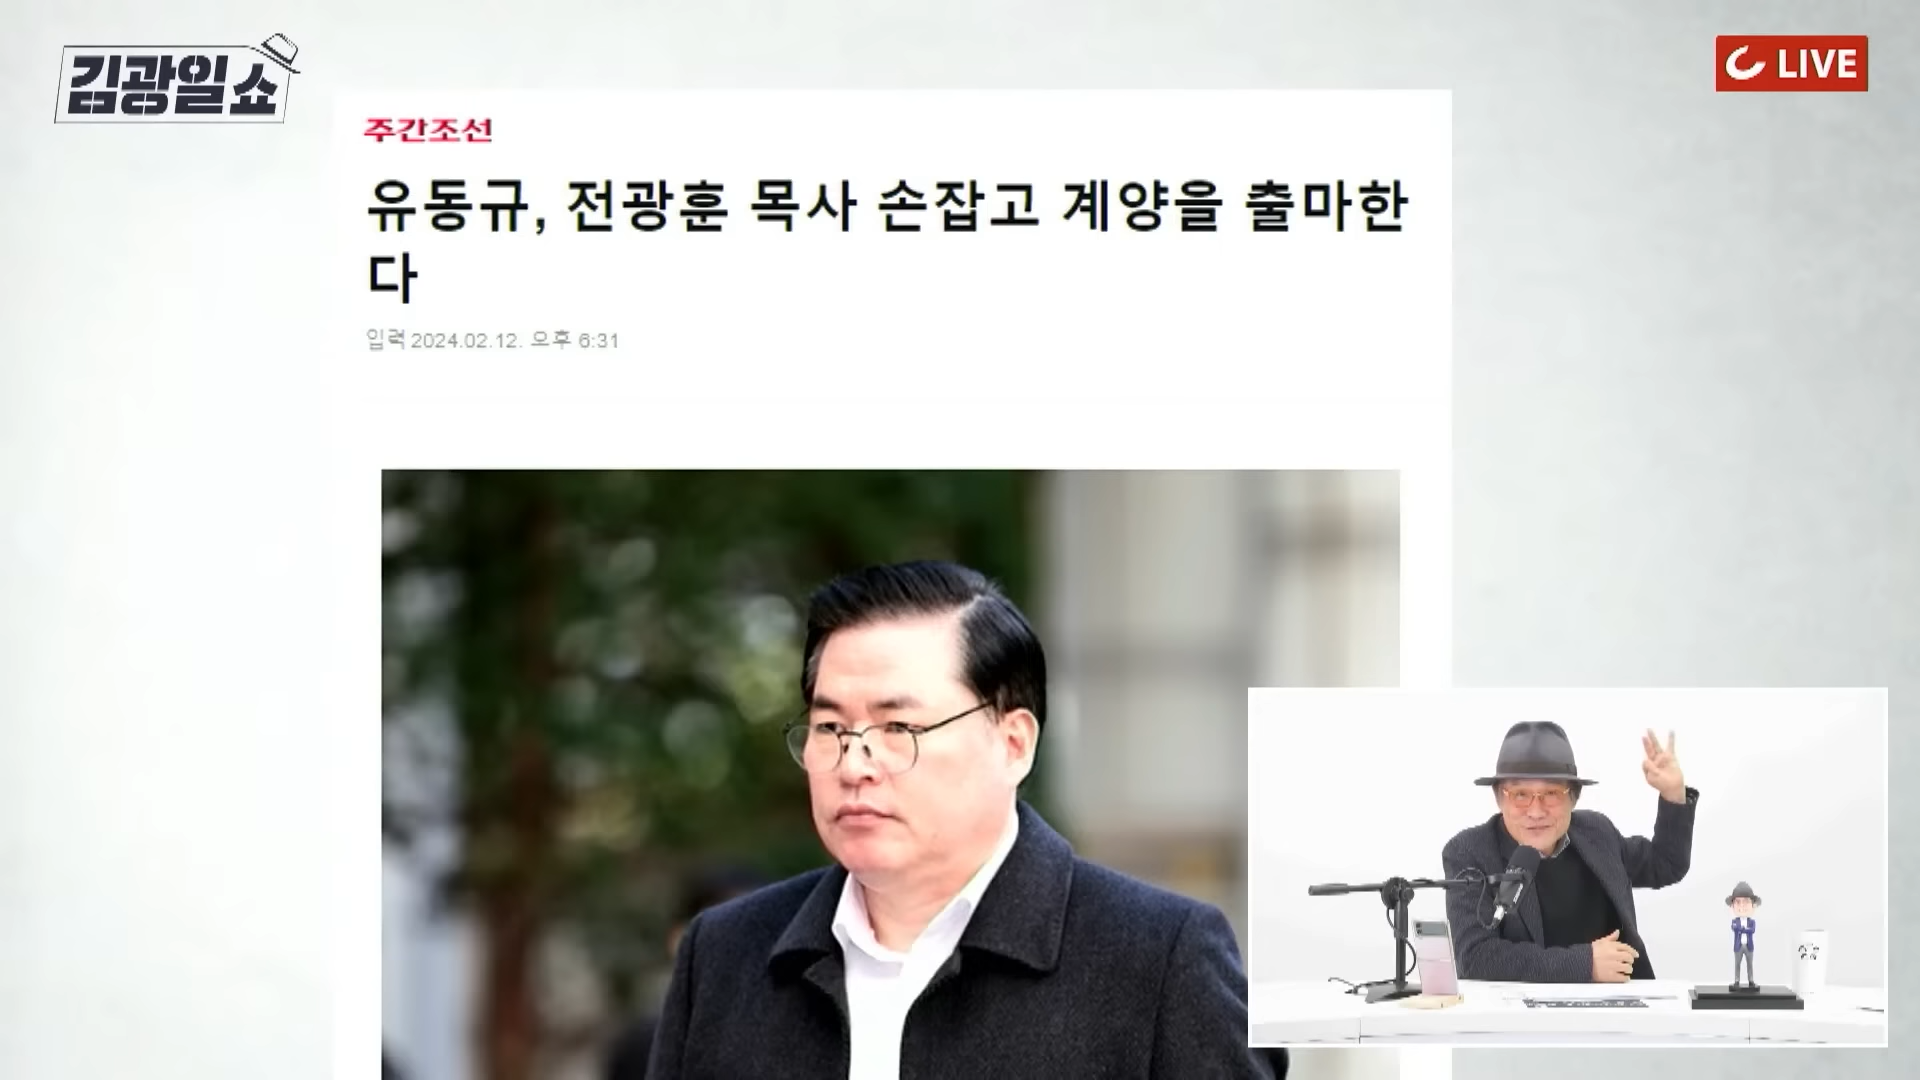 김광일쇼
LIVE
주간조선
유동규, 전광훈 목사 손잡고 계양을 출마한
다
입력 2024.02.12. 오후 6:31